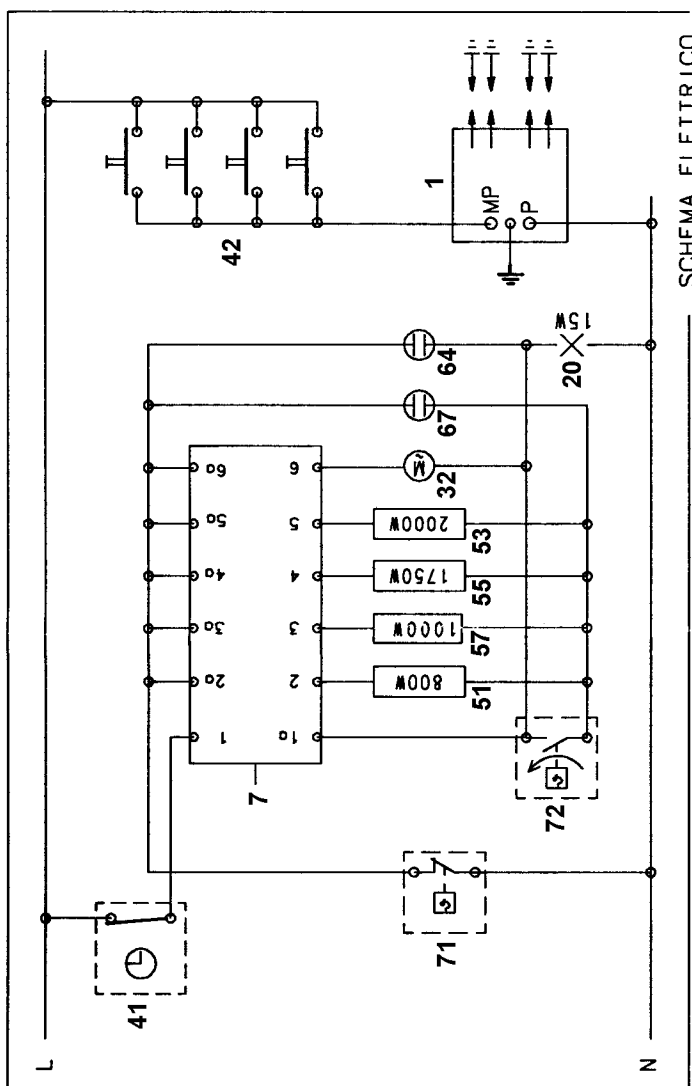 L
41
42
1 2a 3a 4a 5a 6a
7
1a 2 3 4 5 6
800W 1000W 1750W 2000W M
51 57 55 53 32 67 64
71
72
1
MP
P
15W
20
N
SCHEMA ELETTRICO